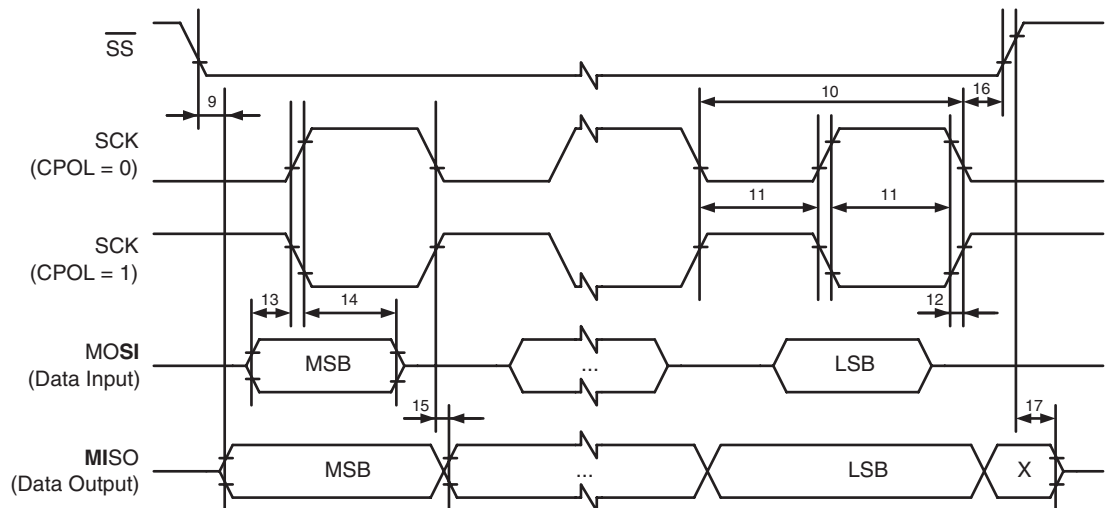 SS
9
10
16
SCK
(CPOL = 0)
11
11
SCK
(CPOL = 1)
13
14
12
MOSI
(Data Input)
MSB
...
LSB
15
17
MISO
(Data Output)
MSB
...
LSB
X